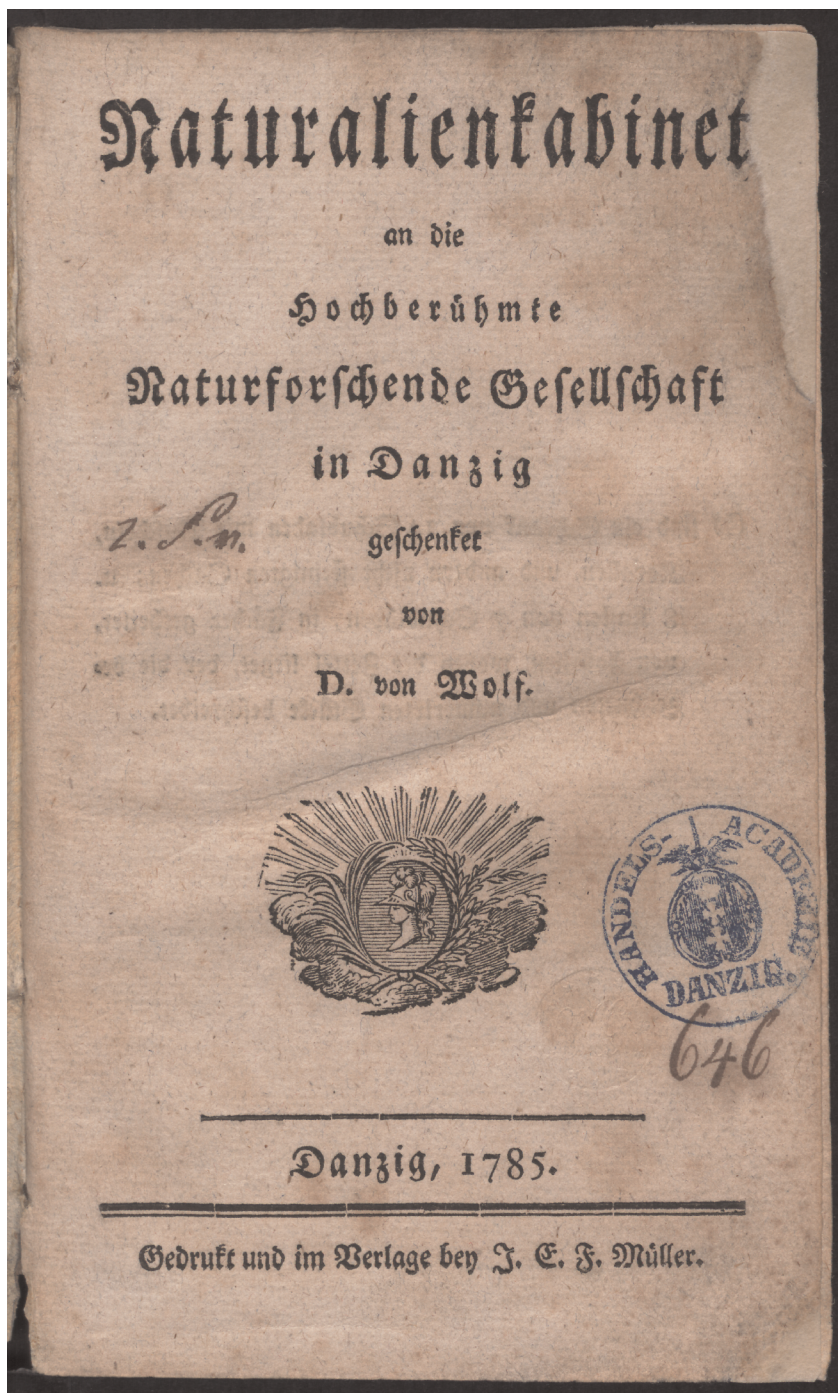 Naturalienkabinet
an die
Hochberühmte
Naturforschende Gesellschaft
in Danzig
geschenket
von
D. von Wolf.
HANDELS-ACADEMIE
DANZIG.
646
Danzig, 1785.
Gedrukt und im Verlage bey J. E. F. Müller.